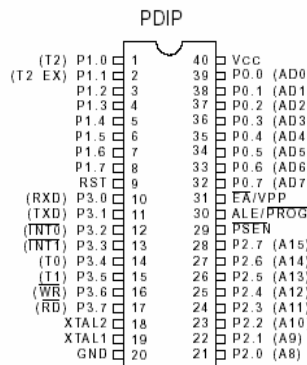 PDIP
(T2) P1.0 1 40 VCC
(T2 EX) P1.1 2 39 P0.0 (AD0
P1.2 3 38 P0.1 (AD1
P1.3 4 37 P0.2 (AD2
P1.4 5 36 P0.3 (AD3
P1.5 6 35 P0.4 (AD4
P1.6 7 34 P0.5 (AD5
P1.7 8 33 P0.6 (AD6
RST 9 32 P0.7 (AD7
(RXD) P3.0 10 31 EA/VPP
(TXD) P3.1 11 30 ALE/PROG
(INT0) P3.2 12 29 PSEN
(INT1) P3.3 13 28 P2.7 (A15)
(T0) P3.4 14 27 P2.6 (A14)
(T1) P3.5 15 26 P2.5 (A13)
(WR) P3.6 16 25 P2.4 (A12)
(RD) P3.7 17 24 P2.3 (A11)
XTAL2 18 23 P2.2 (A10
XTAL1 19 22 P2.1 (A9)
GND 20 21 P2.0 (A8)